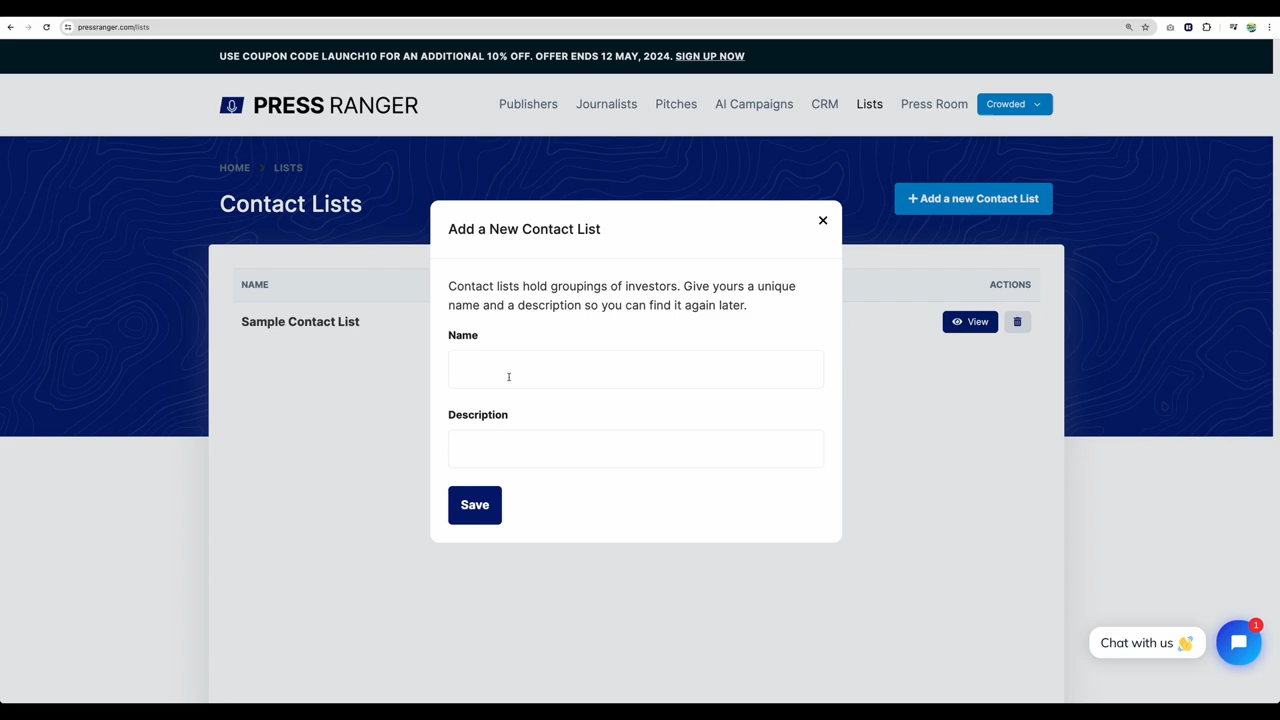 pressranger.com/lists
USE COUPON CODE LAUNCH10 FOR AN ADDITIONAL 10% OFF. OFFER ENDS 12 MAY, 2024. SIGN UP NOW
PRESS RANGER
Publishers
Journalists
Pitches
AI Campaigns
CRM
Lists
Press Room
Crowded
HOME
LISTS
Contact Lists
+ Add a new Contact List
Add a New Contact List
NAME
ACTIONS
Contact lists hold groupings of investors. Give yours a unique
name and a description so you can find it again later.
Sample Contact List
View
Name
Description
Save
Chat with us 👋
1